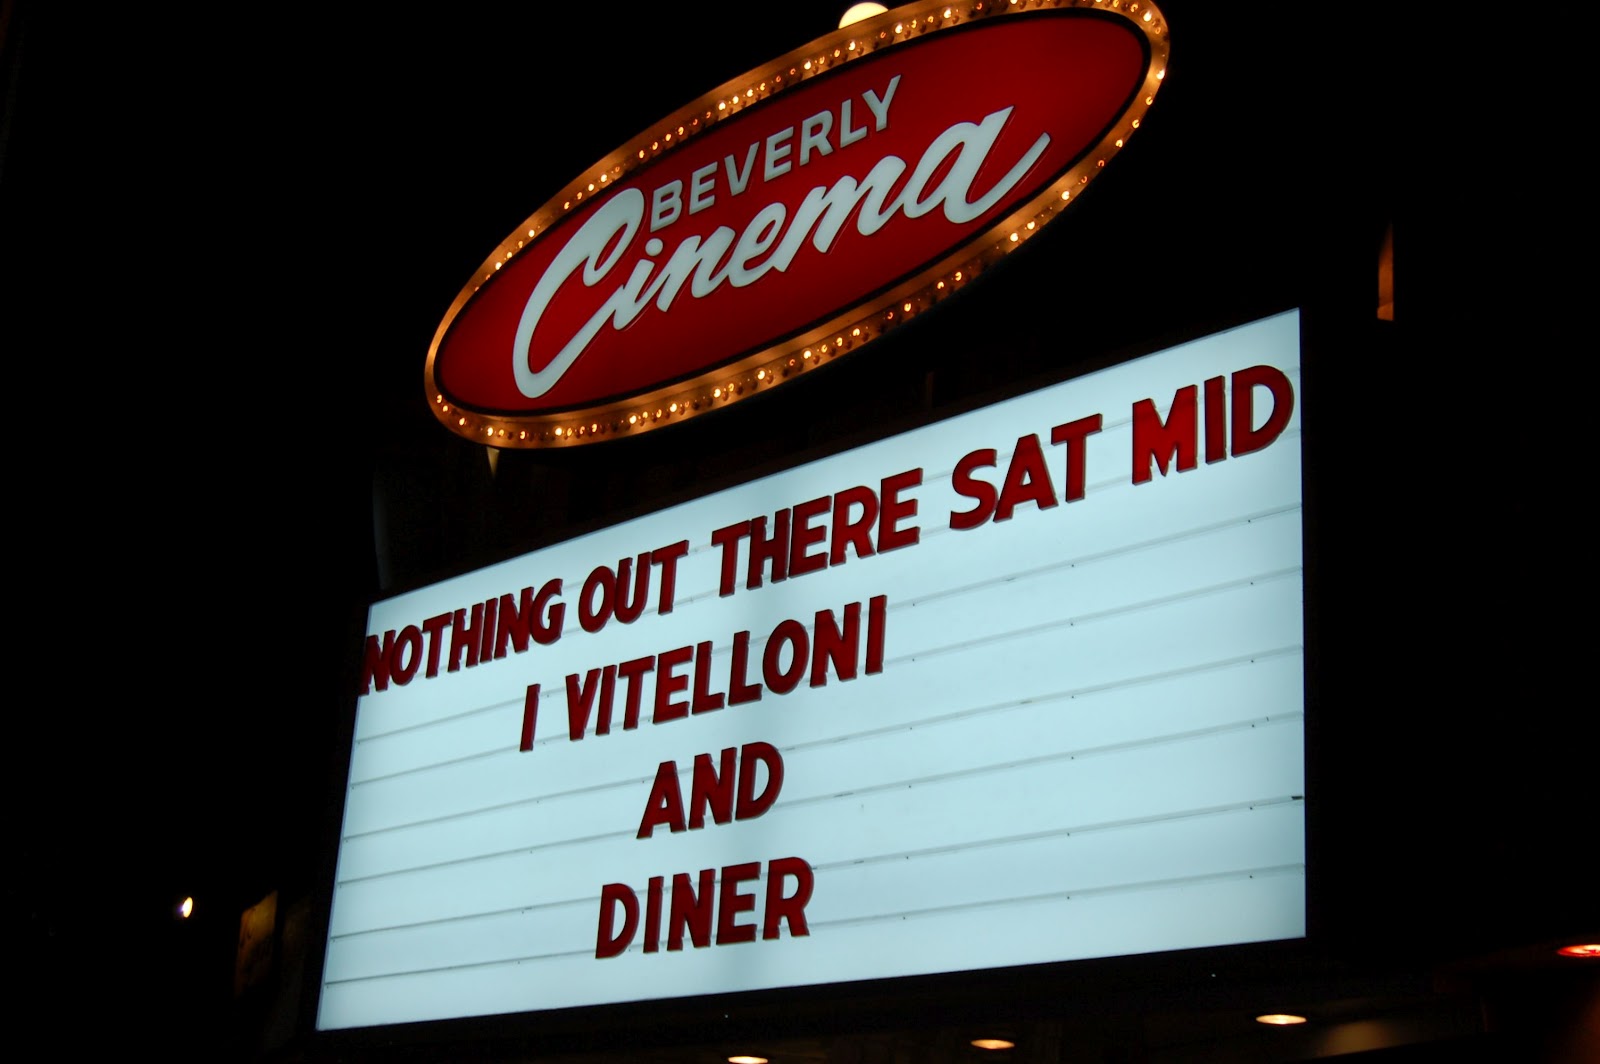 BEVERLY
Cinema
NOTHING OUT THERE SAT MID
I VITELLONI
AND
DINER